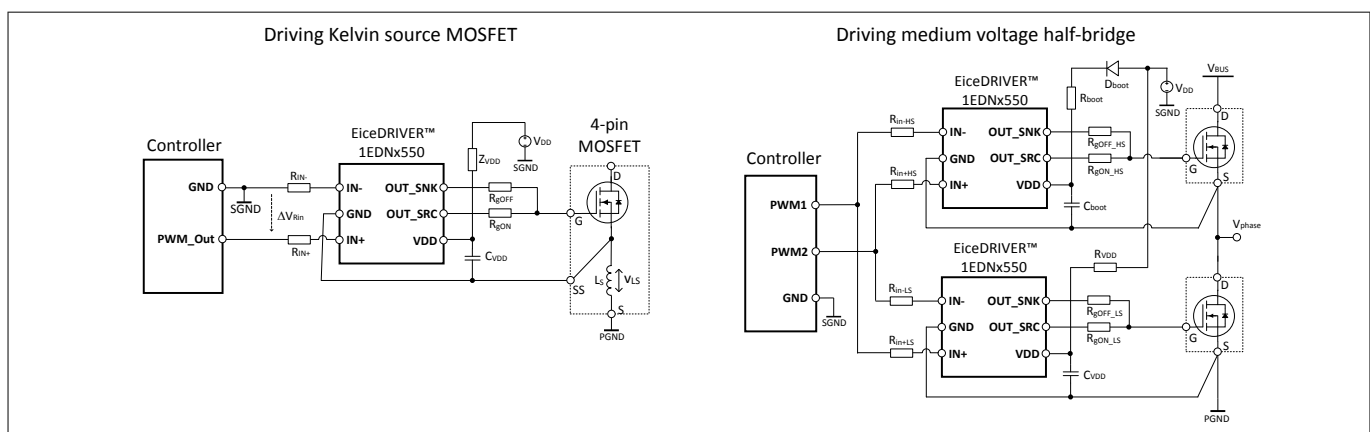 Driving Kelvin source MOSFET
Controller
GND
PWM_Out
SGND
ΔVRin
RIN-
RIN+
EiceDRIVER™
1EDNx550
IN-
GND
IN+
OUT_SNK
OUT_SRC
VDD
ZVDD
VDD
SGND
RgOFF
RgON
CVDD
4-pin
MOSFET
D
G
SS
LS
VLS
S
PGND
Driving medium voltage half-bridge
Controller
PWM1
PWM2
GND
SGND
Rin-HS
Rin+HS
Rin-LS
Rin+LS
EiceDRIVER™
1EDNx550
IN-
GND
IN+
OUT_SNK
OUT_SRC
VDD
Rboot
Dboot
VDD
SGND
RgOFF_HS
RgON_HS
Cboot
VBUS
D
G
S
Vphase
EiceDRIVER™
1EDNx550
IN-
GND
IN+
OUT_SNK
OUT_SRC
VDD
RVDD
RgOFF_LS
RgON_LS
CVDD
D
G
S
PGND